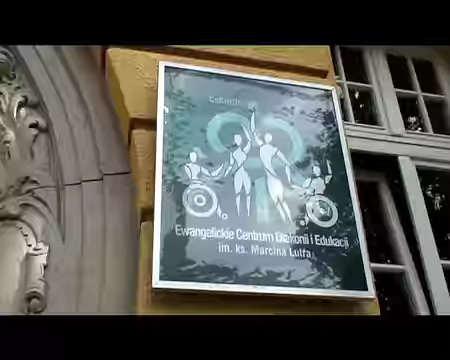 Ewangelickie Centrum Diakonii i Edukacji
im. ks. Marcina Lutra